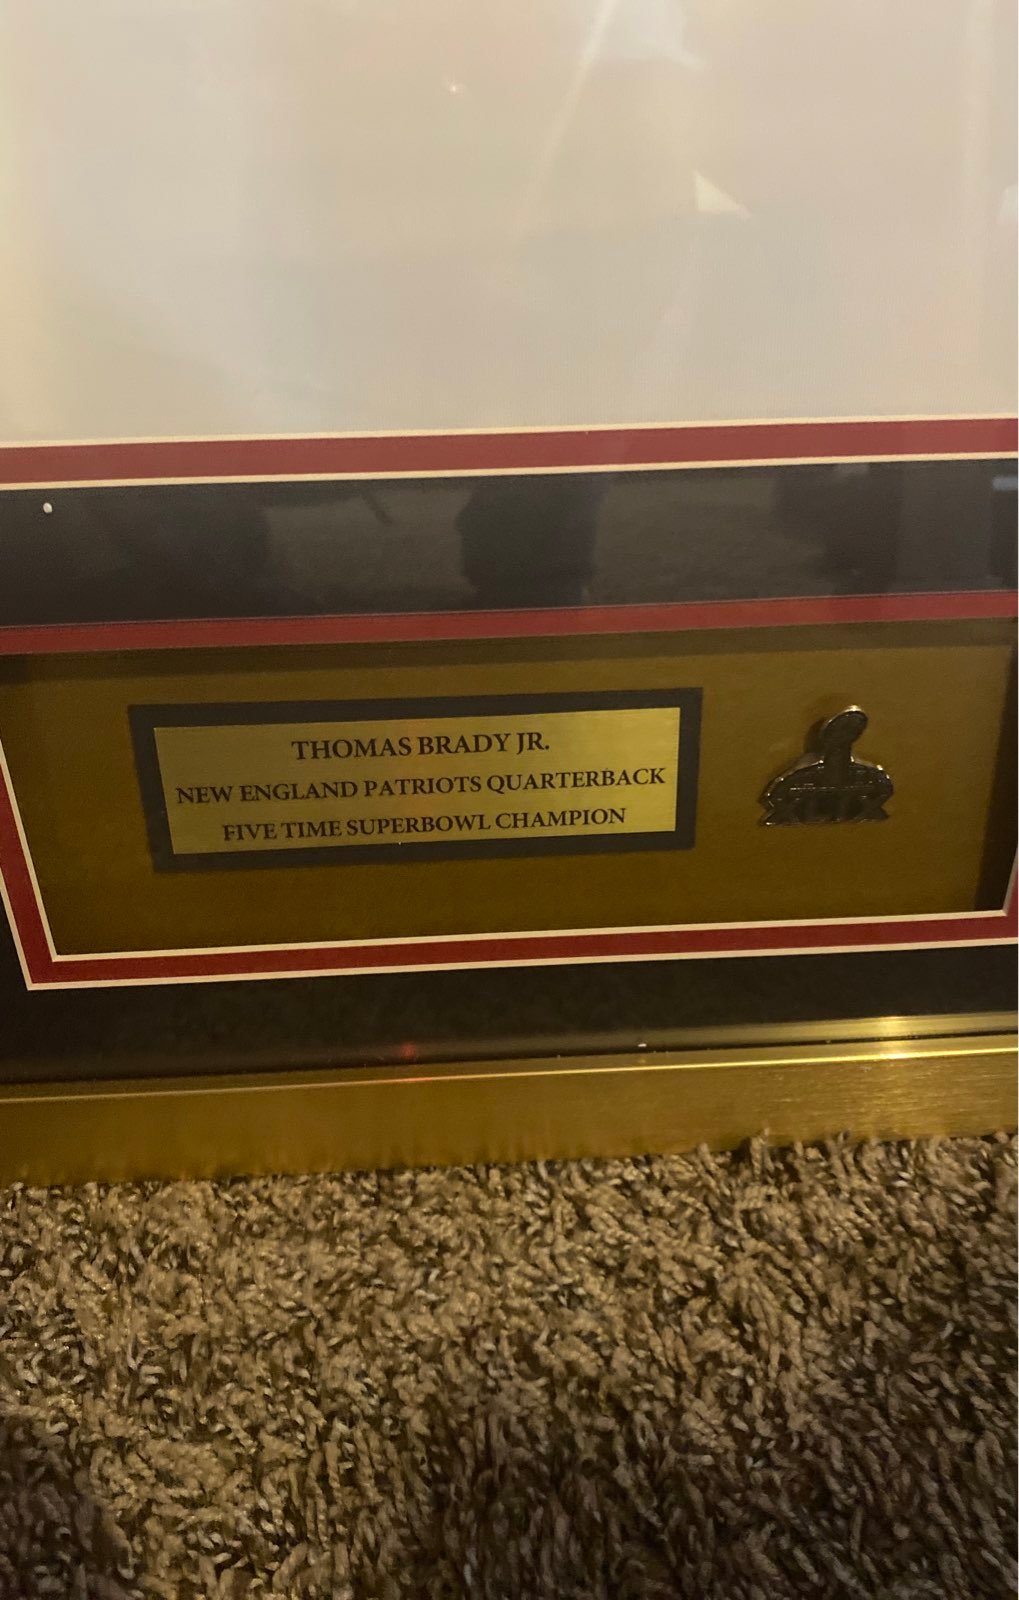 THOMAS BRADY JR.
NEW ENGLAND PATRIOTS QUARTERBACK
FIVE TIME SUPERBOWL CHAMPION
XLIX